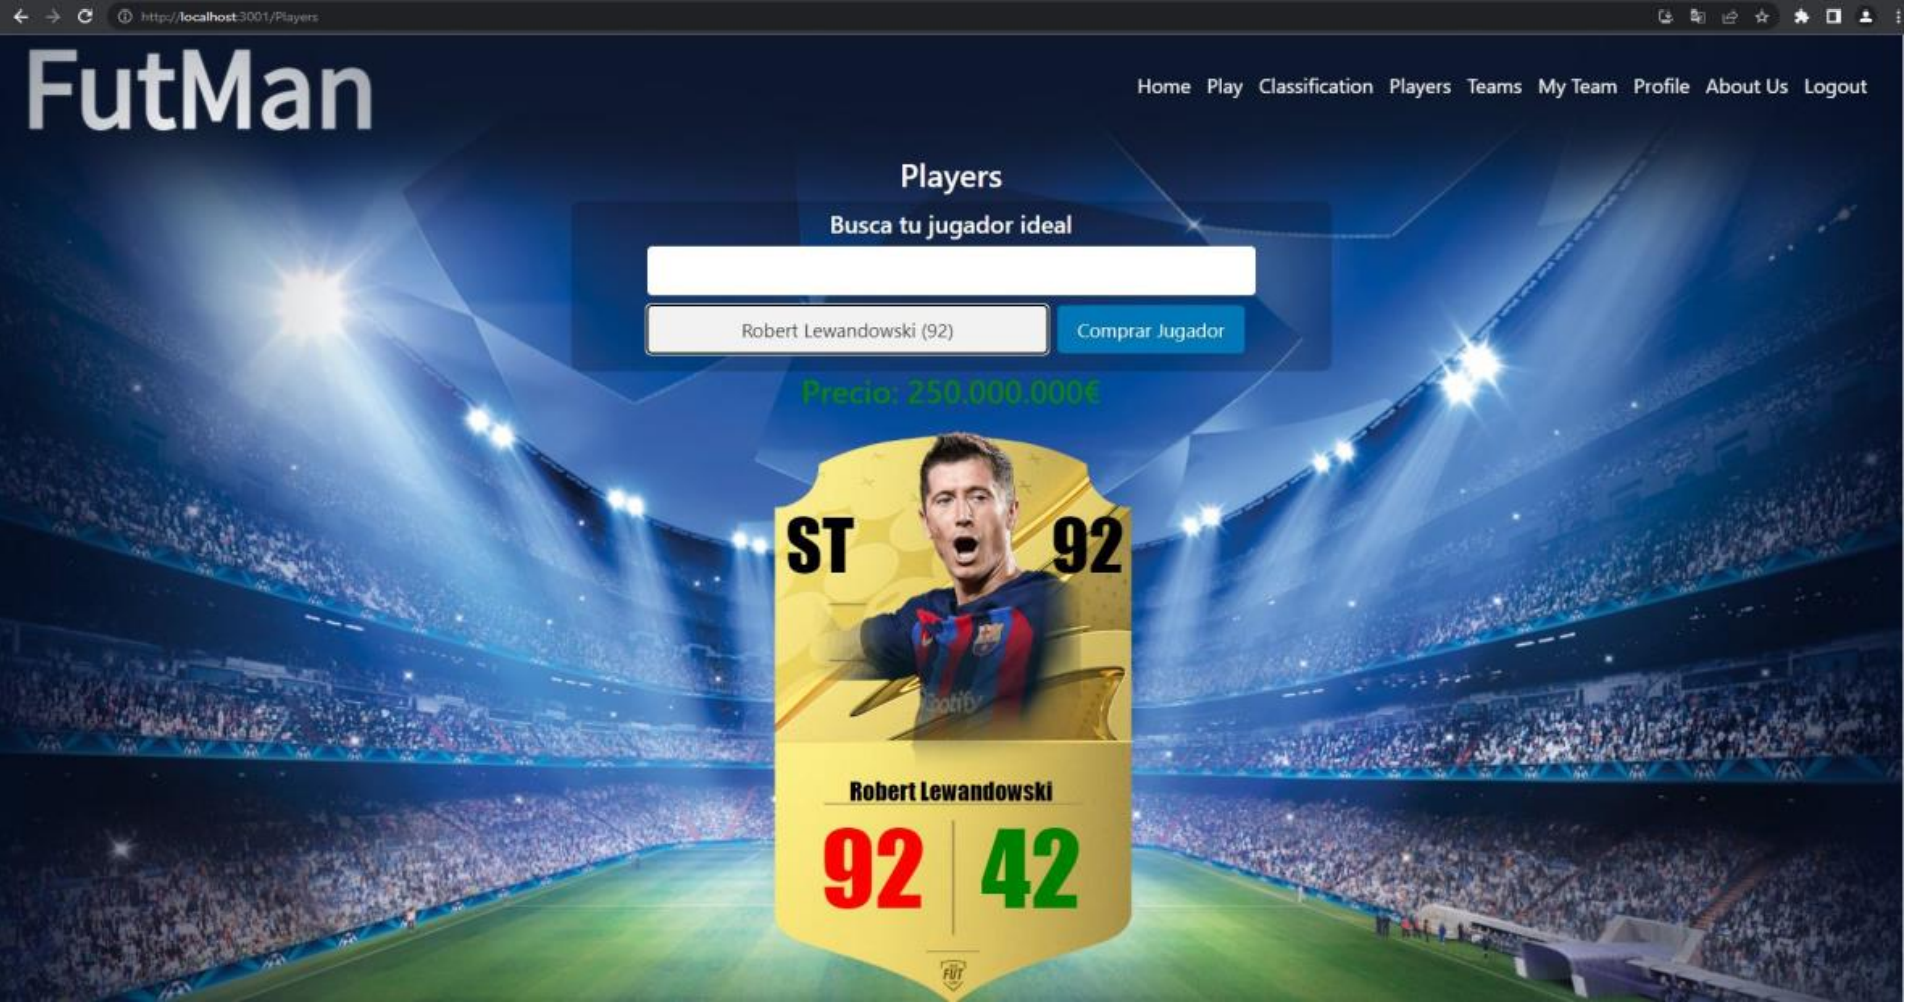 http://localhost:3001/Players
FutMan
Home Play Classification Players Teams My Team Profile About Us Logout
Players
Busca tu jugador ideal
Robert Lewandowski (92) Comprar Jugador
Precio: 250.000.000€
ST 92
Spotify
Robert Lewandowski
92 42
FUT